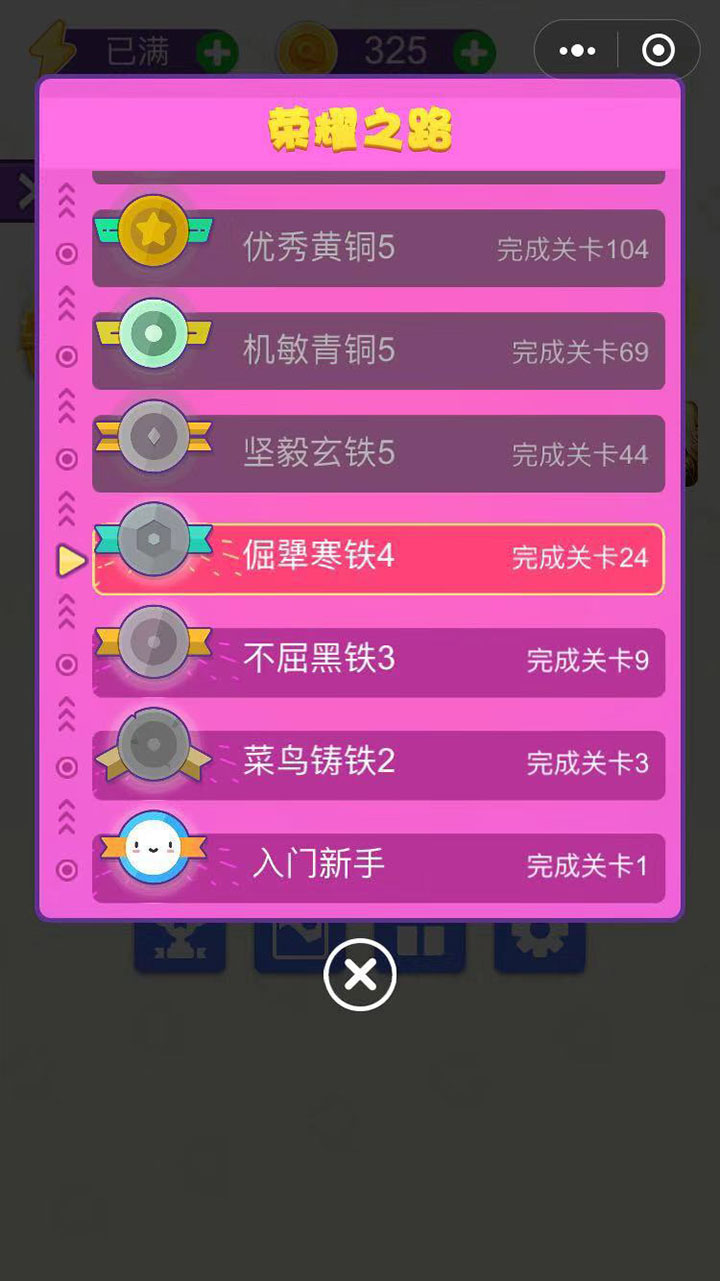 已满 325
荣耀之路
优秀黄铜5 完成关卡104
机敏青铜5 完成关卡69
坚毅玄铁5 完成关卡44
倔犟寒铁4 完成关卡24
不屈黑铁3 完成关卡9
菜鸟铸铁2 完成关卡3
入门新手 完成关卡1